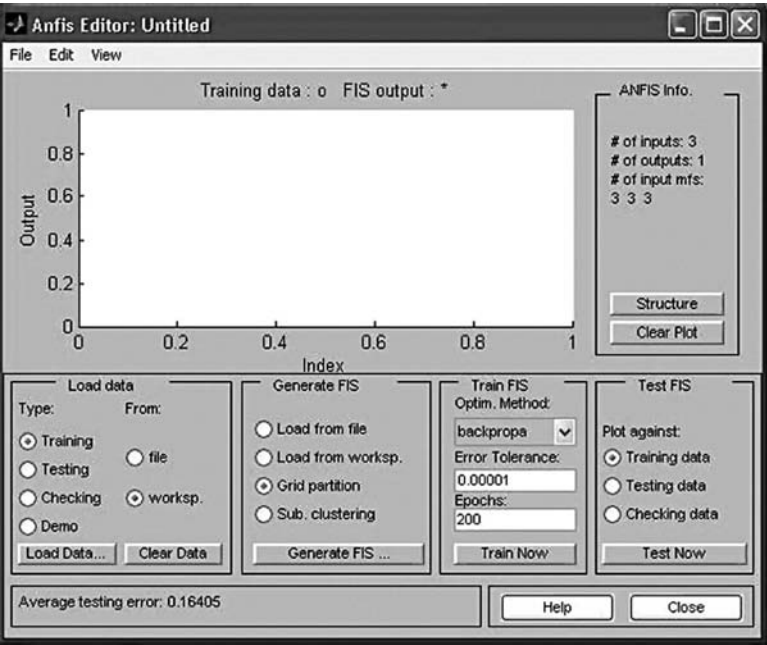 Anfis Editor: Untitled
File Edit View
Training data : o FIS output : *
1
0.8
0.6
0.4
0.2
0
Output
0 0.2 0.4 0.6 0.8 1
Index
ANFIS Info.
# of inputs: 3
# of outputs: 1
# of input mfs:
3 3 3
Structure
Clear Plot
Load data
Type: From:
Training
Testing
Checking
Demo
file
worksp.
Load Data... Clear Data
Generate FIS
Load from file
Load from worksp.
Grid partition
Sub. clustering
Generate FIS ...
Train FIS
Optim. Method:
backpropa
Error Tolerance:
0.00001
Epochs:
200
Train Now
Test FIS
Plot against:
Training data
Testing data
Checking data
Test Now
Average testing error: 0.16405
Help Close